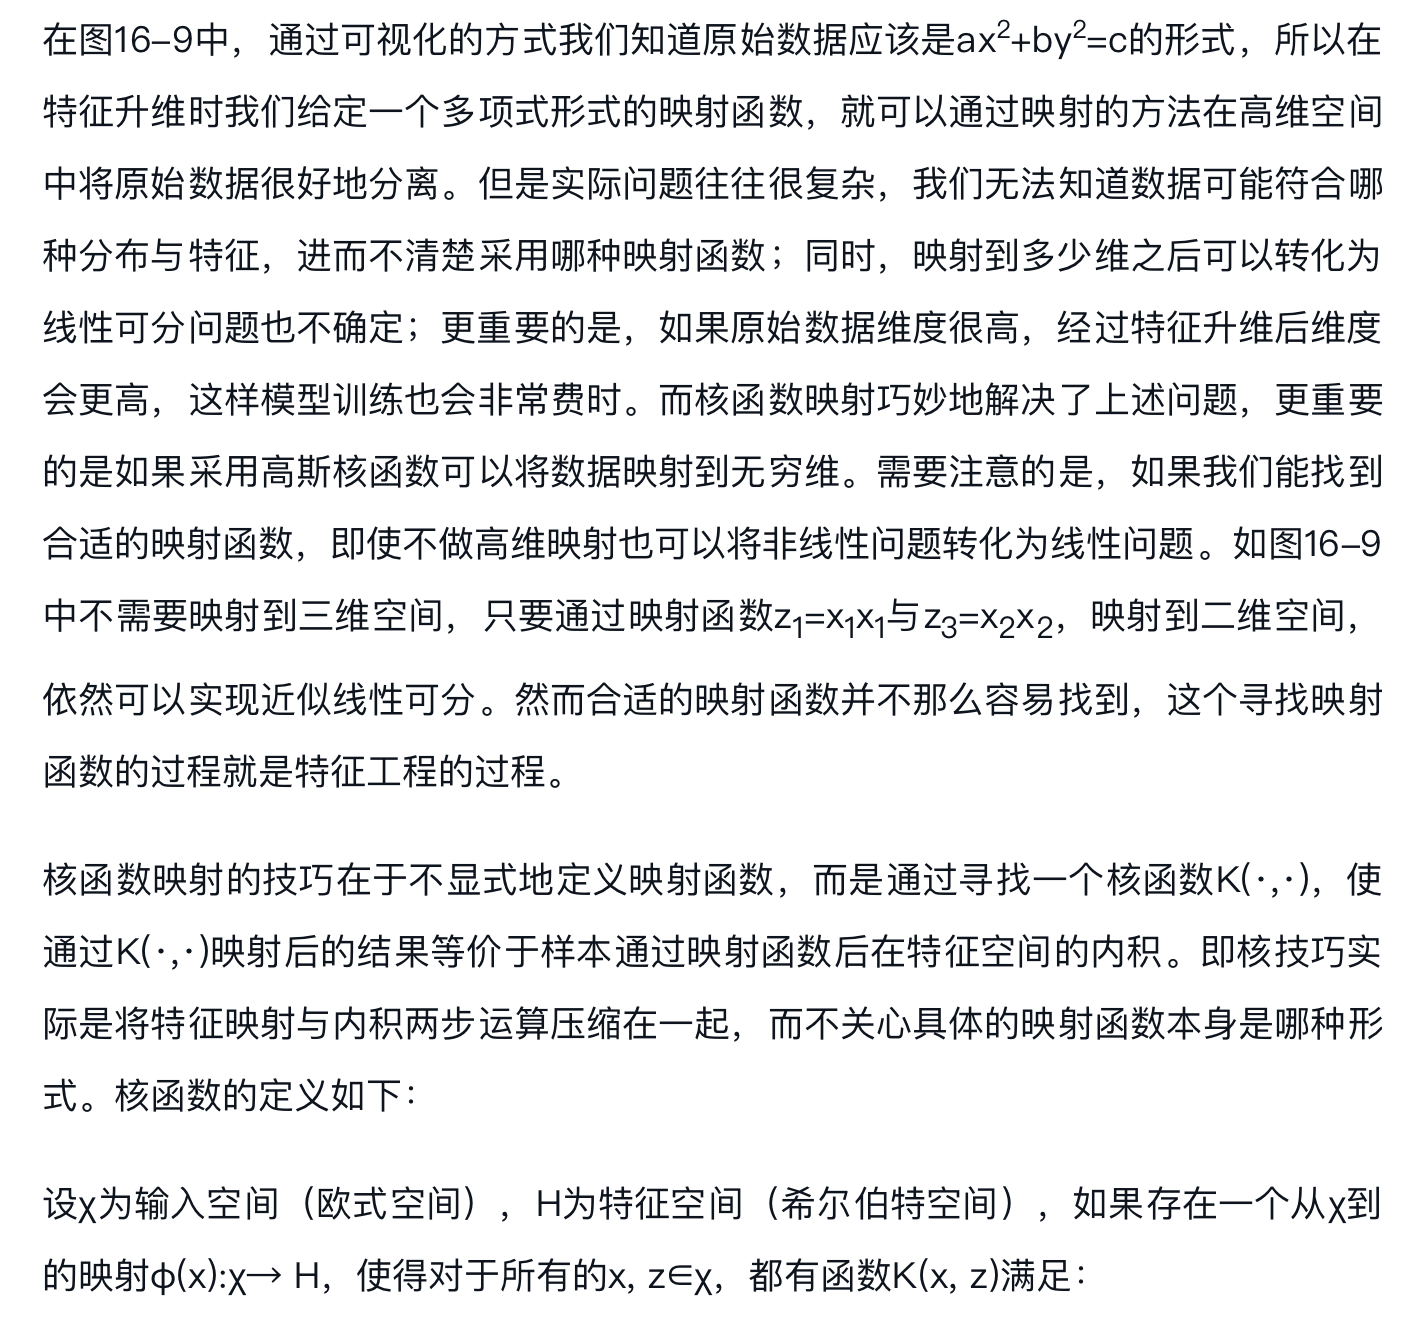 在图16–9中，通过可视化的方式我们知道原始数据应该是ax²+by²=c的形式，所以在
特征升维时我们给定一个多项式形式的映射函数，就可以通过映射的方法在高维空间
中将原始数据很好地分离。但是实际问题往往很复杂，我们无法知道数据可能符合哪
种分布与特征，进而不清楚采用哪种映射函数；同时，映射到多少维之后可以转化为
线性可分问题也不确定；更重要的是，如果原始数据维度很高，经过特征升维后维度
会更高，这样模型训练也会非常费时。而核函数映射巧妙地解决了上述问题，更重要
的是如果采用高斯核函数可以将数据映射到无穷维。需要注意的是，如果我们能找到
合适的映射函数，即使不做高维映射也可以将非线性问题转化为线性问题。如图16–9
中不需要映射到三维空间，只要通过映射函数z₁=x₁x₁与z₃=x₂x₂，映射到二维空间，
依然可以实现近似线性可分。然而合适的映射函数并不那么容易找到，这个寻找映射
函数的过程就是特征工程的过程。
核函数映射的技巧在于不显式地定义映射函数，而是通过寻找一个核函数K(·,·)，使
通过K(·,·)映射后的结果等价于样本通过映射函数后在特征空间的内积。即核技巧实
际是将特征映射与内积两步运算压缩在一起，而不关心具体的映射函数本身是哪种形
式。核函数的定义如下：
设χ为输入空间（欧式空间），H为特征空间（希尔伯特空间），如果存在一个从χ到
的映射φ(x):χ→ H，使得对于所有的x, z∈χ，都有函数K(x, z)满足：